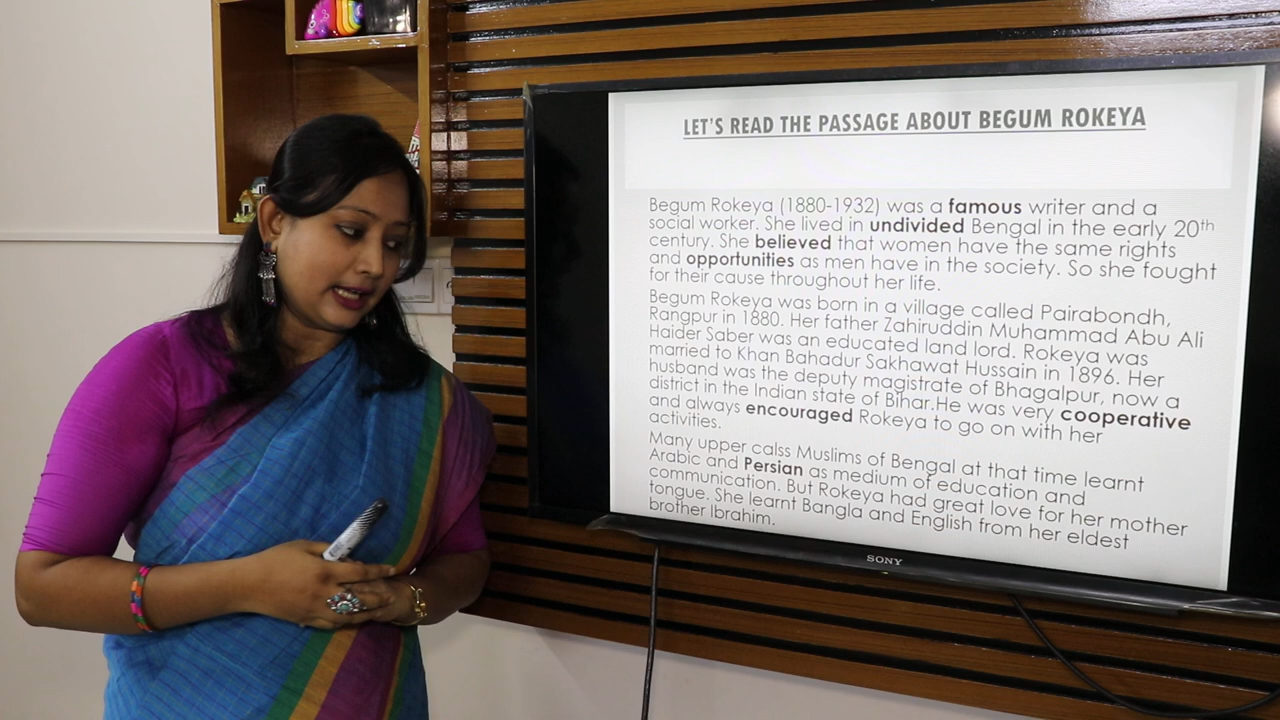 LET'S READ THE PASSAGE ABOUT BEGUM ROKEYA
Begum Rokeya (1880-1932) was a famous writer and a
social worker. She lived in undivided Bengal in the early 20th
century. She believed that women have the same rights
and opportunities as men have in the society. So she fought
for their cause throughout her life.
Begum Rokeya was born in a village called Pairabondh,
Rangpur in 1880. Her father Zahiruddin Muhammad Abu Ali
Haider Saber was an educated land lord. Rokeya was
married to Khan Bahadur Sakhawat Hussain in 1896. Her
husband was the deputy magistrate of Bhagalpur, now a
district in the Indian state of Bihar.He was very cooperative
and always encouraged Rokeya to go on with her
activities.
Many upper calss Muslims of Bengal at that time learnt
Arabic and Persian as medium of education and
communication. But Rokeya had great love for her mother
tongue. She learnt Bangla and English from her eldest
brother Ibrahim.
SONY